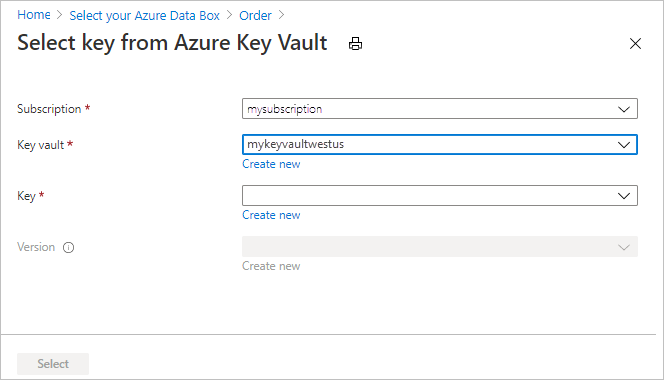 Home > Select your Azure Data Box > Order >
Select key from Azure Key Vault
Subscription * mysubscription
Key vault * mykeyvaultwestus
Create new
Key *
Create new
Version
Create new
Select